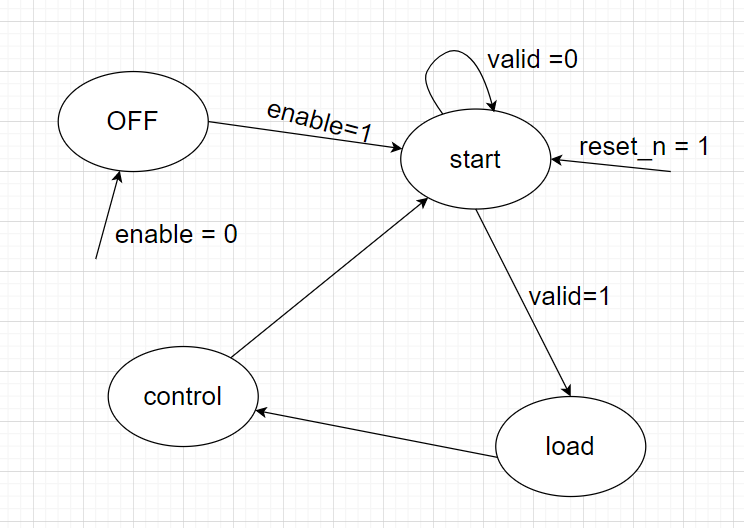 valid =0
OFF
enable=1
start
reset_n = 1
enable = 0
valid=1
control
load